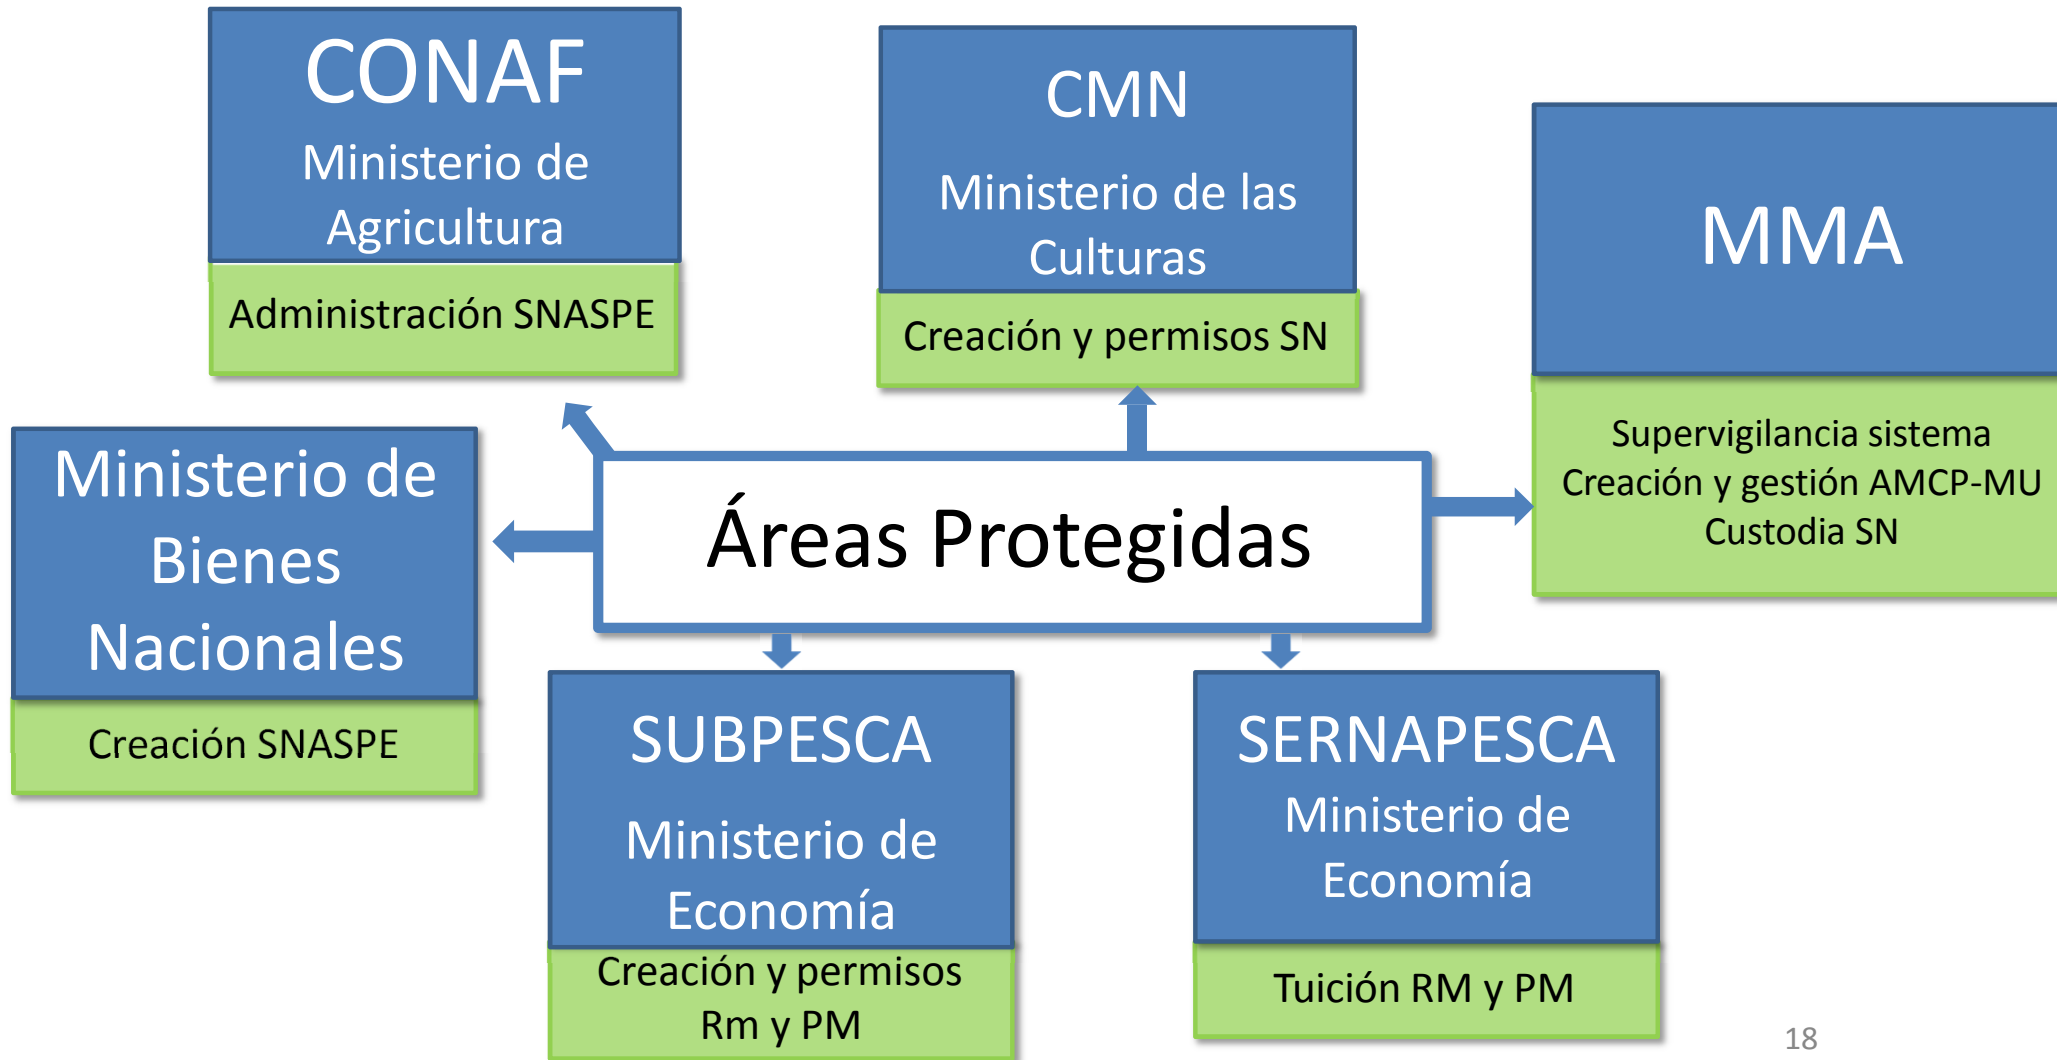 CONAF
Ministerio de
Agricultura
Administración SNASPE
CMN
Ministerio de las
Culturas
Creación y permisos SN
MMA
Supervigilancia sistema
Creación y gestión AMCP-MU
Custodia SN
Ministerio de
Bienes
Nacionales
Creación SNASPE
Áreas Protegidas
SUBPESCA
Ministerio de
Economía
Creación y permisos
Rm y PM
SERNAPESCA
Ministerio de
Economía
Tuición RM y PM
18